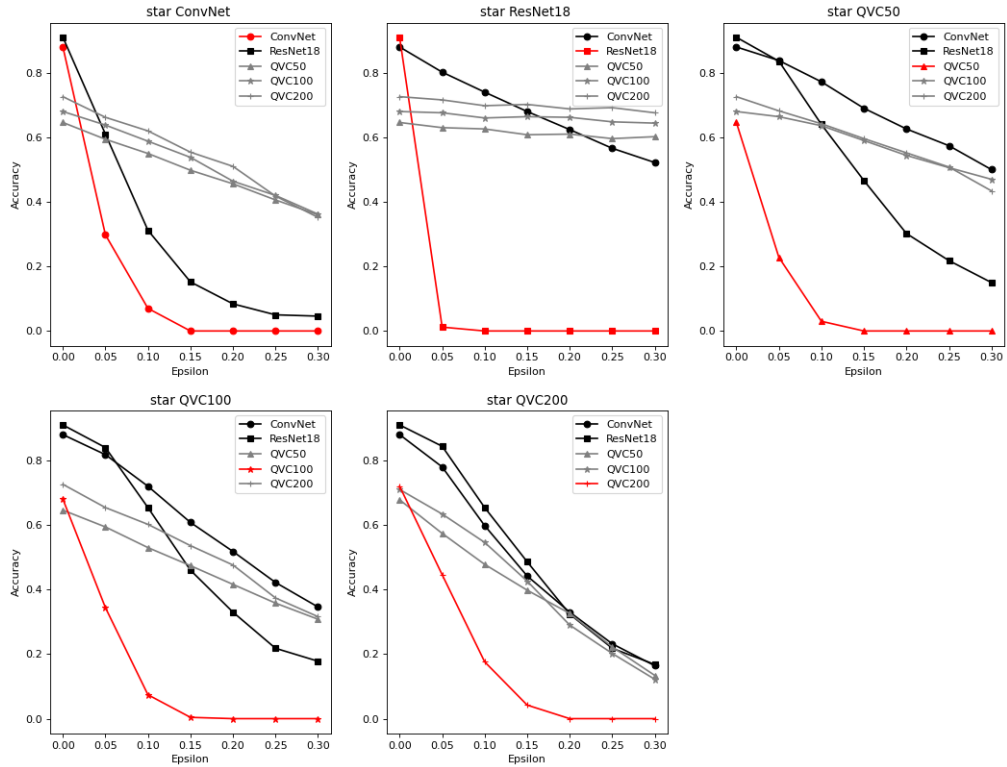 star ConvNet
ConvNet
ResNet18
QVC50
QVC100
QVC200
Accuracy
0.8
0.6
0.4
0.2
0.0
0.00 0.05 0.10 0.15 0.20 0.25 0.30
Epsilon
star ResNet18
ConvNet
ResNet18
QVC50
QVC100
QVC200
Accuracy
0.8
0.6
0.4
0.2
0.0
0.00 0.05 0.10 0.15 0.20 0.25 0.30
Epsilon
star QVC50
ConvNet
ResNet18
QVC50
QVC100
QVC200
Accuracy
0.8
0.6
0.4
0.2
0.0
0.00 0.05 0.10 0.15 0.20 0.25 0.30
Epsilon
star QVC100
ConvNet
ResNet18
QVC50
QVC100
QVC200
Accuracy
0.8
0.6
0.4
0.2
0.0
0.00 0.05 0.10 0.15 0.20 0.25 0.30
Epsilon
star QVC200
ConvNet
ResNet18
QVC50
QVC100
QVC200
Accuracy
0.8
0.6
0.4
0.2
0.0
0.00 0.05 0.10 0.15 0.20 0.25 0.30
Epsilon